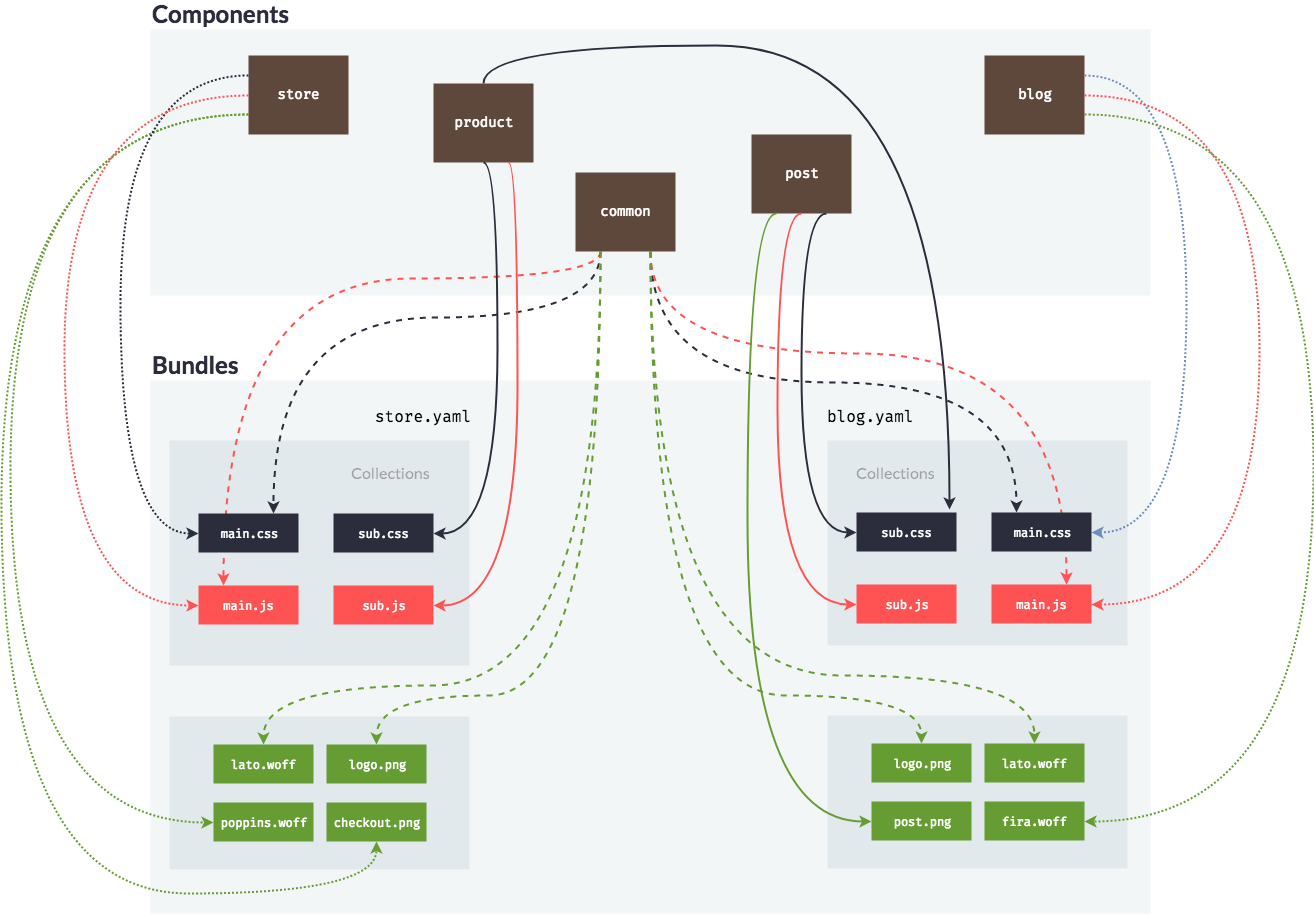 Components
store
blog
product
post
common
Bundles
store.yaml
blog.yaml
Collections
Collections
main.css
sub.css
sub.css
main.css
main.js
sub.js
sub.js
main.js
lato.woff
logo.png
logo.png
lato.woff
poppins.woff
checkout.png
post.png
fira.woff